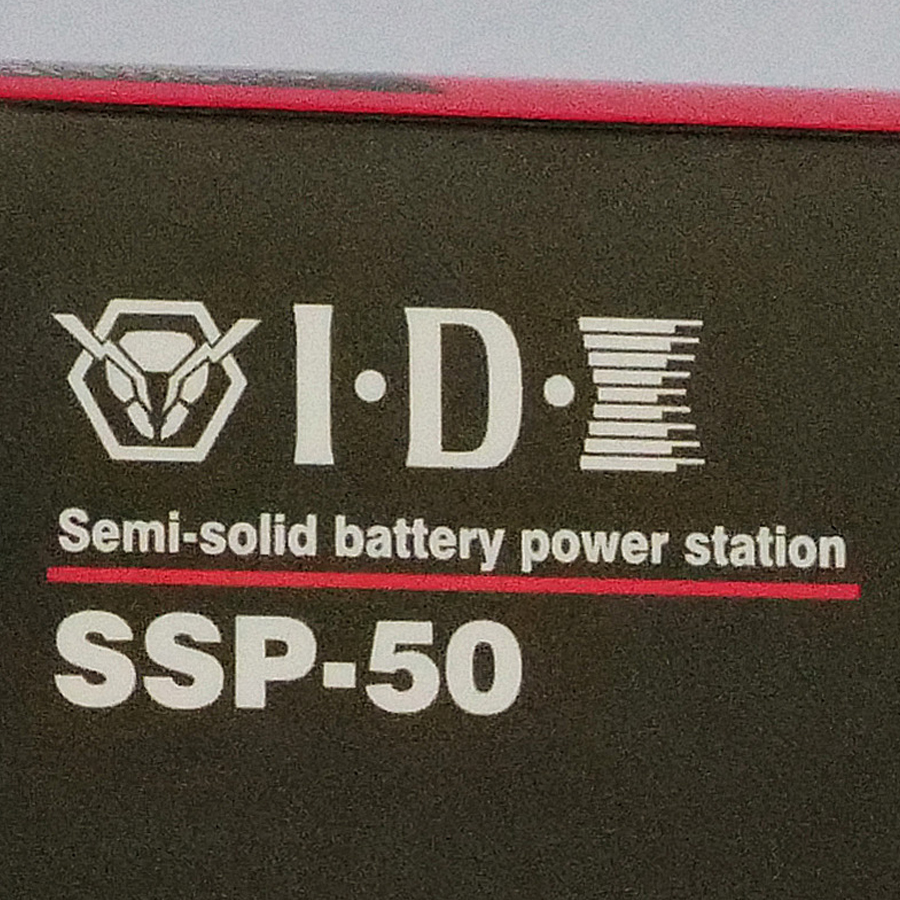 I·D·I
Semi-solid battery power station
SSP-50